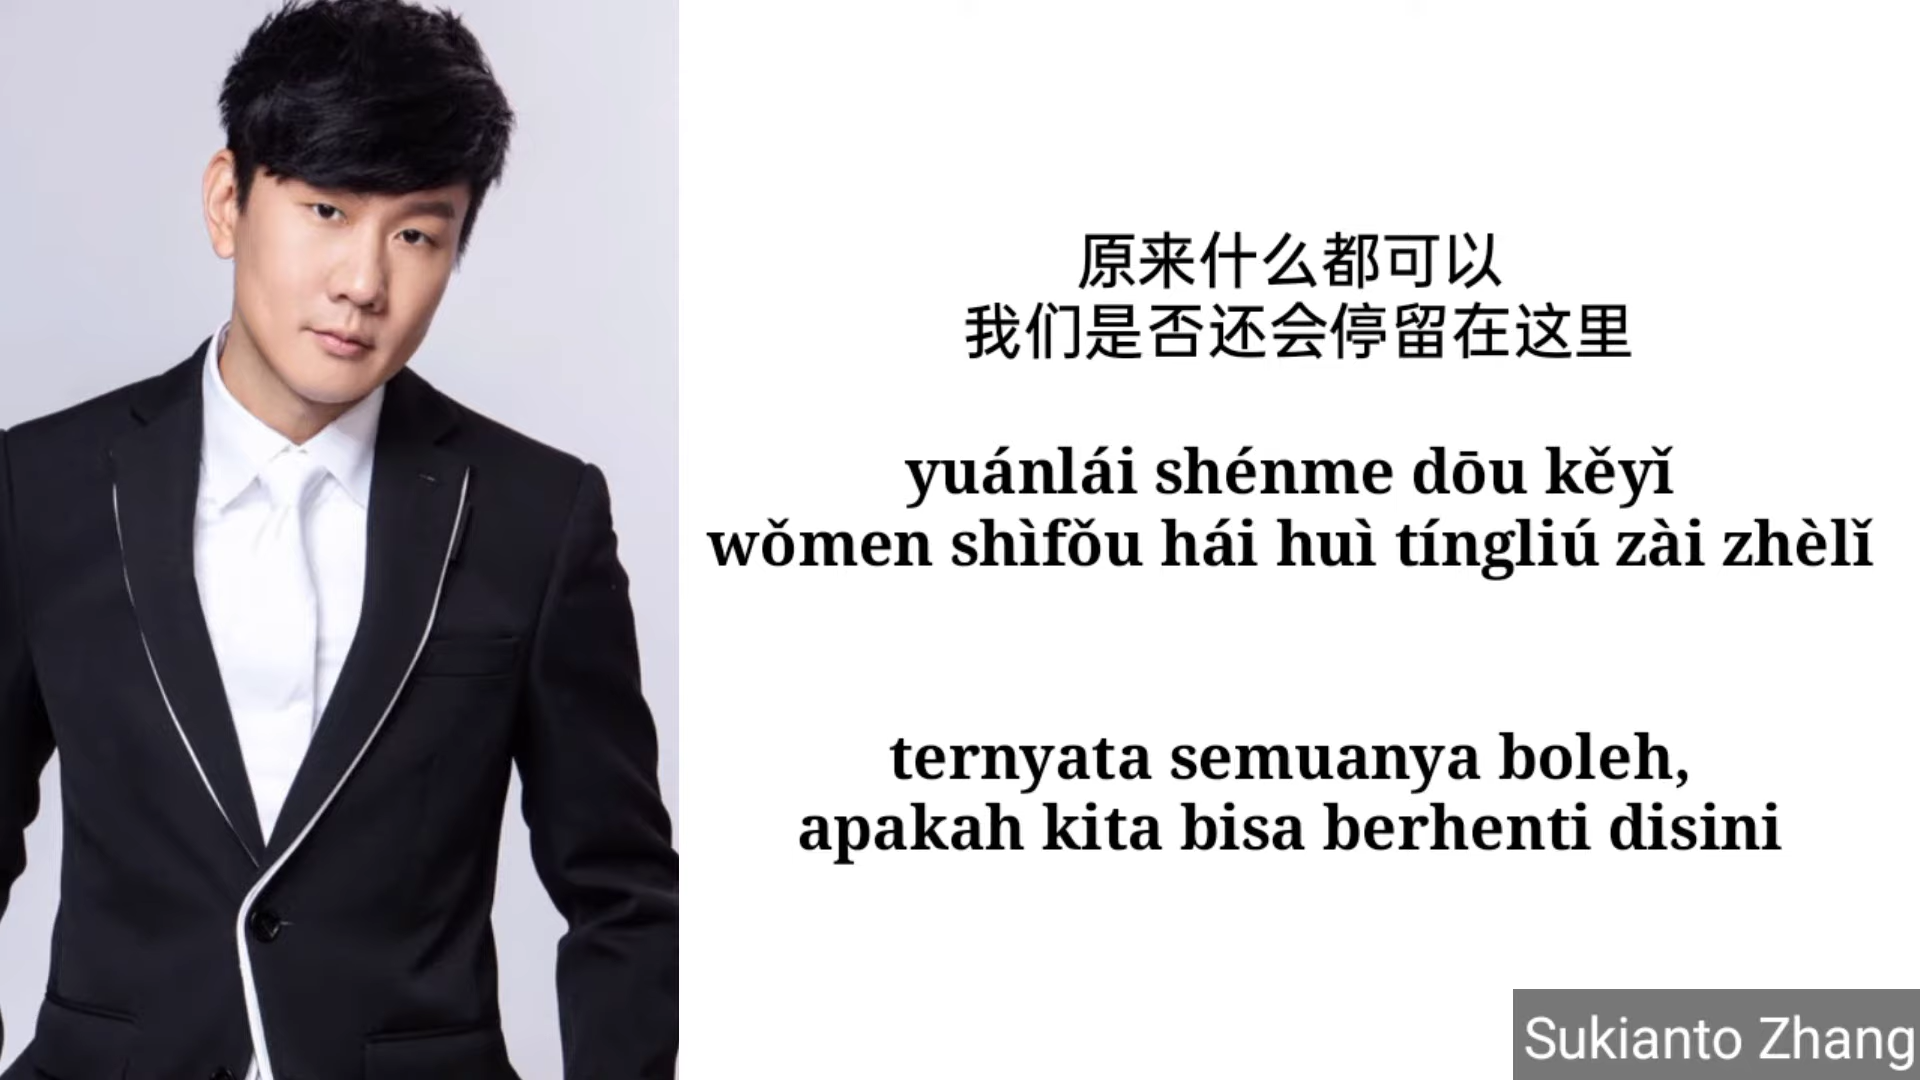 原来什么都可以
我们是否还会停留在这里
yuánlái shénme dōu kěyǐ
wǒmen shìfǒu hái huì tíngliú zài zhèlǐ
ternyata semuanya boleh,
apakah kita bisa berhenti disini
Sukianto Zhang